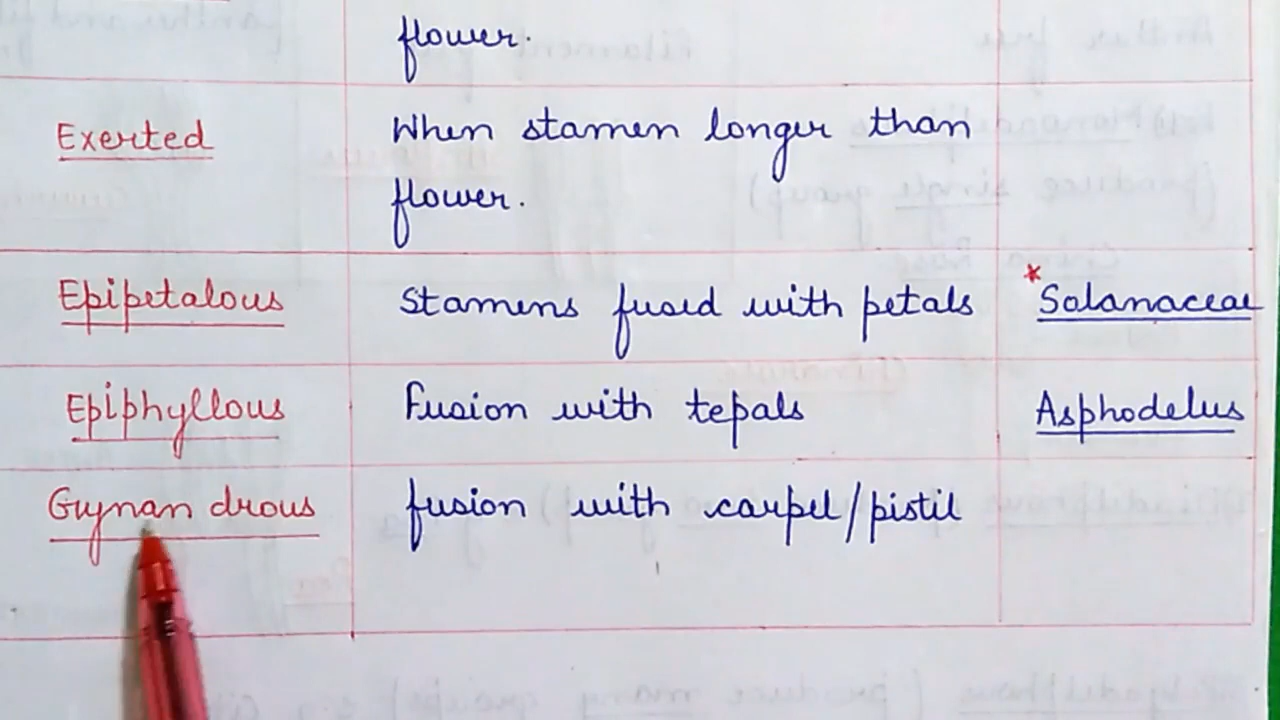 flower.
Exerted When stamen longer than
flower.
Epipetalous Stamens fused with petals *Solanaceae
Epiphyllous Fusion with tepals Asphodelus
Gynandrous fusion with carpel/pistil